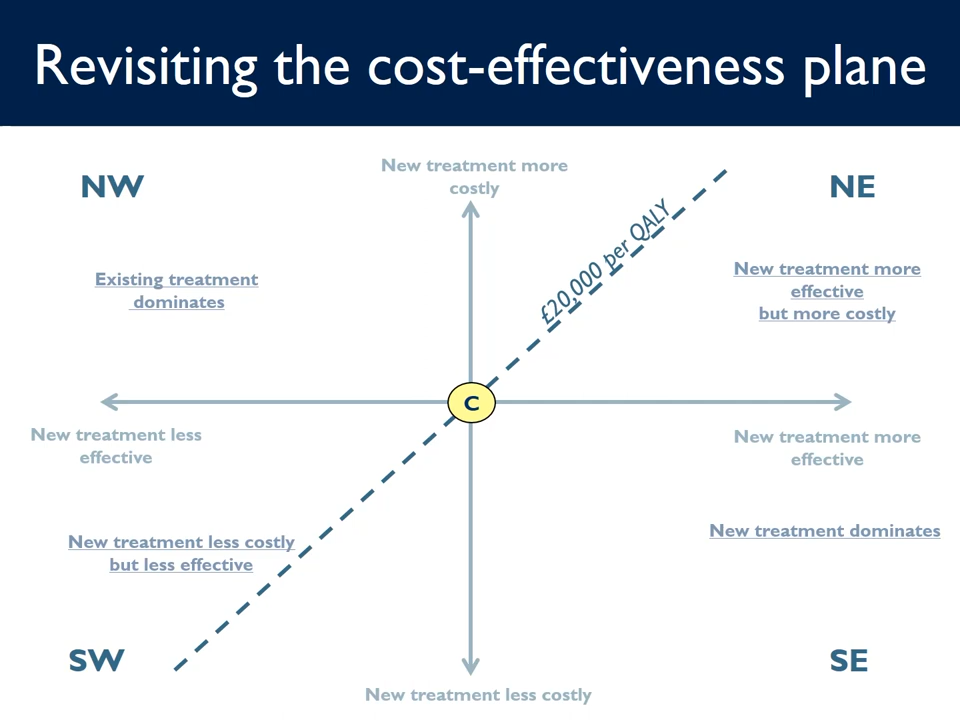 Revisiting the cost-effectiveness plane
NW
New treatment more
costly
NE
£20,000 per QALY
Existing treatment
dominates
New treatment more
effective
but more costly
C
New treatment less
effective
New treatment more
effective
New treatment less costly
but less effective
New treatment dominates
SW
SE
New treatment less costly